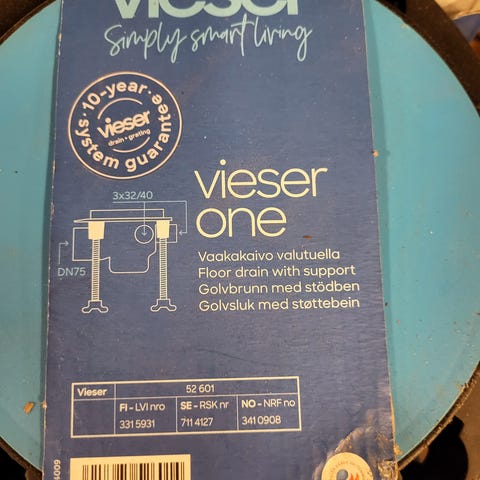 vieser
Simply smart living
10-year
system guarantee
vieser
drain + grating
vieser
one
3x32/40
DN75
Vaakakaivo valutuella
Floor drain with support
Golvbrunn med stödben
Golvsluk med støttebein
Vieser 52 601
FI – LVI nro SE – RSK nr NO – NRF no
331 5931 711 4127 341 0908